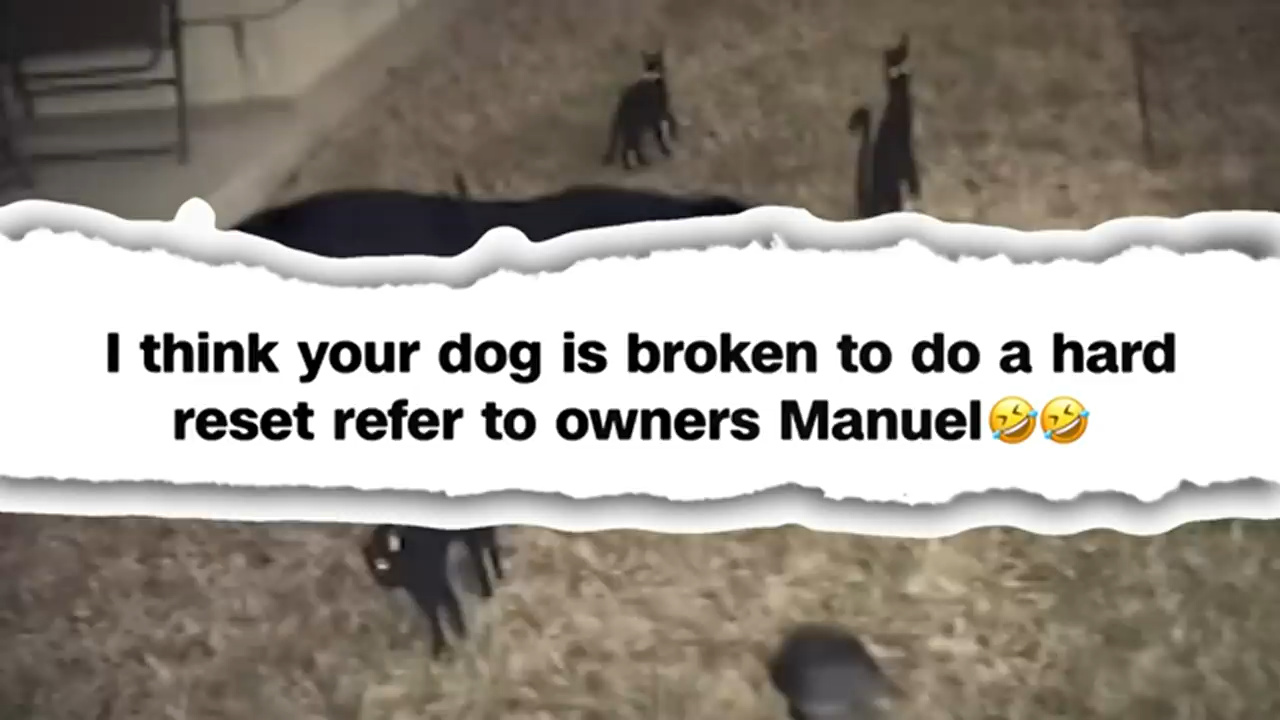 I think your dog is broken to do a hard
reset refer to owners Manuel🤣🤣